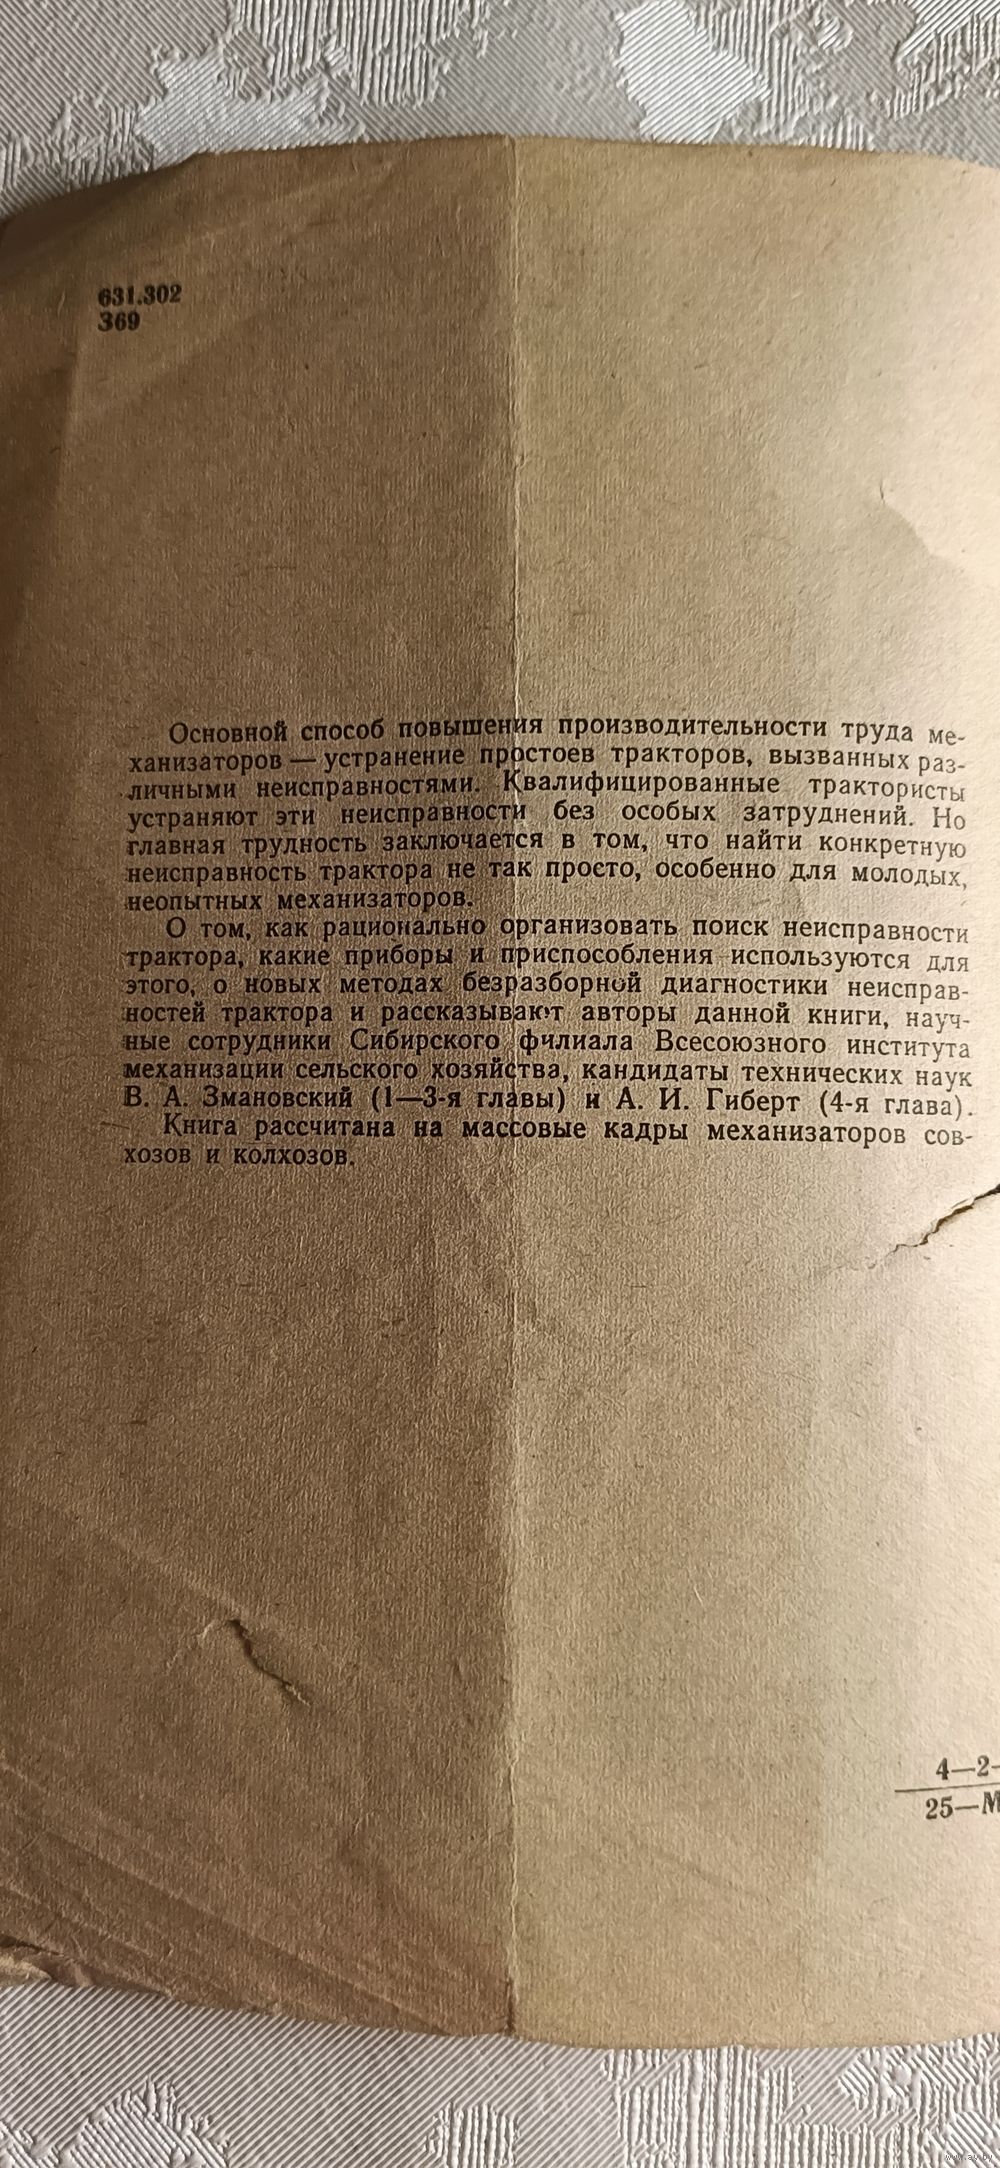 631.302
З69
Основной способ повышения производительности труда ме-
ханизаторов — устранение простоев тракторов, вызванных раз-
личными неисправностями. Квалифицированные трактористы
устраняют эти неисправности без особых затруднений. Но
главная трудность заключается в том, что найти конкретную
неисправность трактора не так просто, особенно для молодых,
неопытных механизаторов.
О том, как рационально организовать поиск неисправности
трактора, какие приборы и приспособления используются для
этого, о новых методах безразборной диагностики неисправ-
ностей трактора и рассказывают авторы данной книги, науч-
ные сотрудники Сибирского филиала Всесоюзного института
механизации сельского хозяйства, кандидаты технических наук
В. А. Змановский (1—3-я главы) и А. И. Гиберт (4-я глава).
Книга рассчитана на массовые кадры механизаторов сов-
хозов и колхозов.
4—2-
25—М
www.ay.by